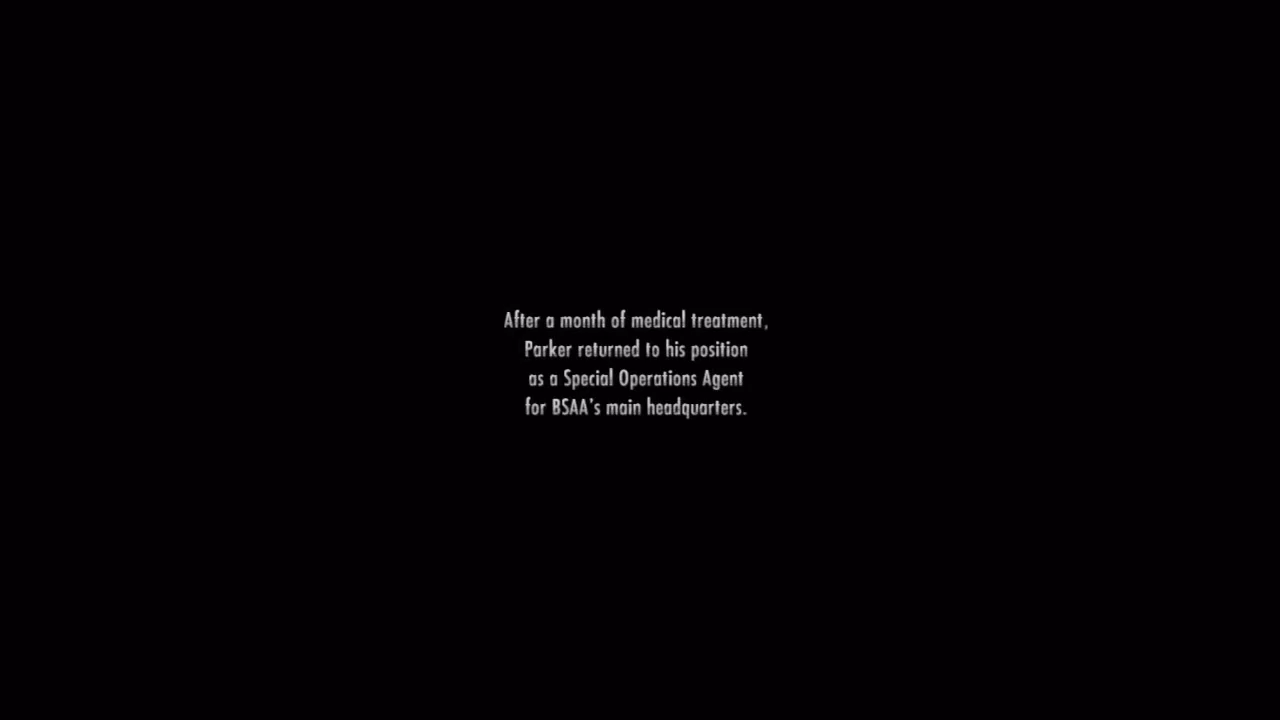 After a month of medical treatment,
Parker returned to his position
as a Special Operations Agent
for BSAA's main headquarters.